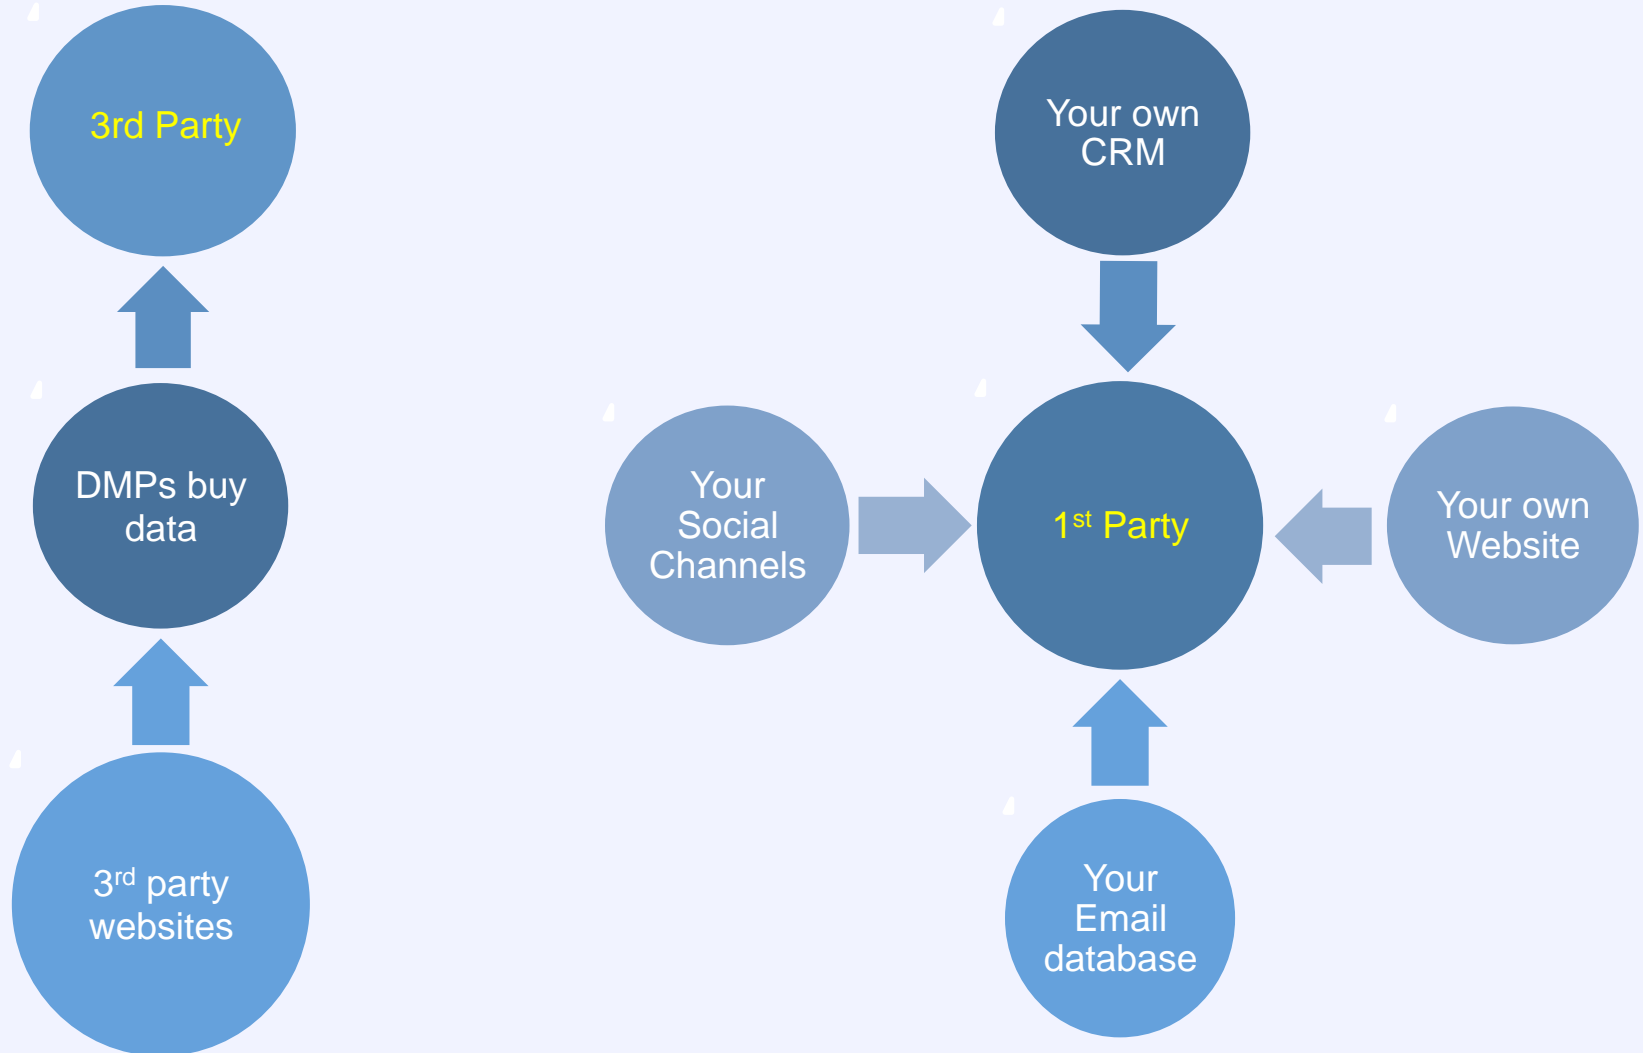 3rd Party
DMPs buy
data
3rd party
websites
Your own
CRM
Your
Social
Channels
1st Party
Your own
Website
Your
Email
database